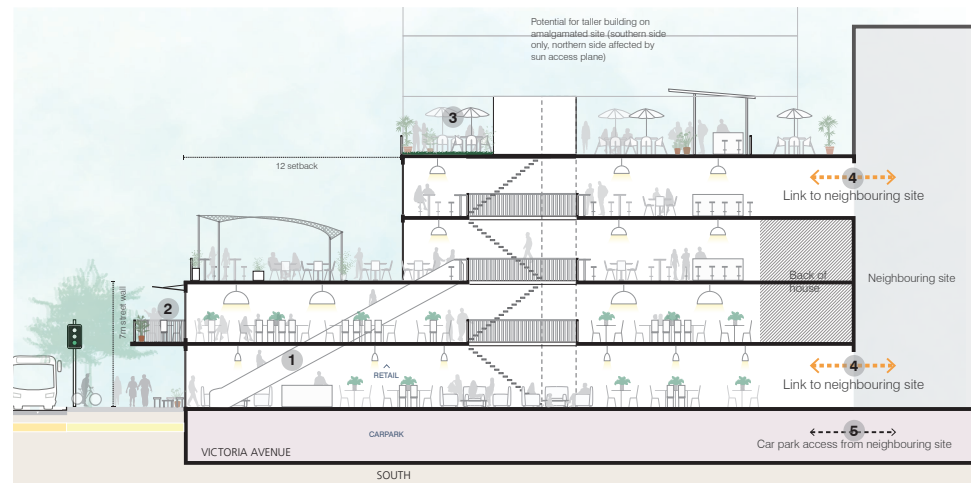 Potential for taller building on
amalgamated site (southern side
only, northern side affected by
sun access plane)
3
12 setback
4
Link to neighbouring site
Back of
house
Neighbouring site
7m street wall
2
1
RETAIL
4
Link to neighbouring site
CARPARK
5
Car park access from neighbouring site
VICTORIA AVENUE
SOUTH